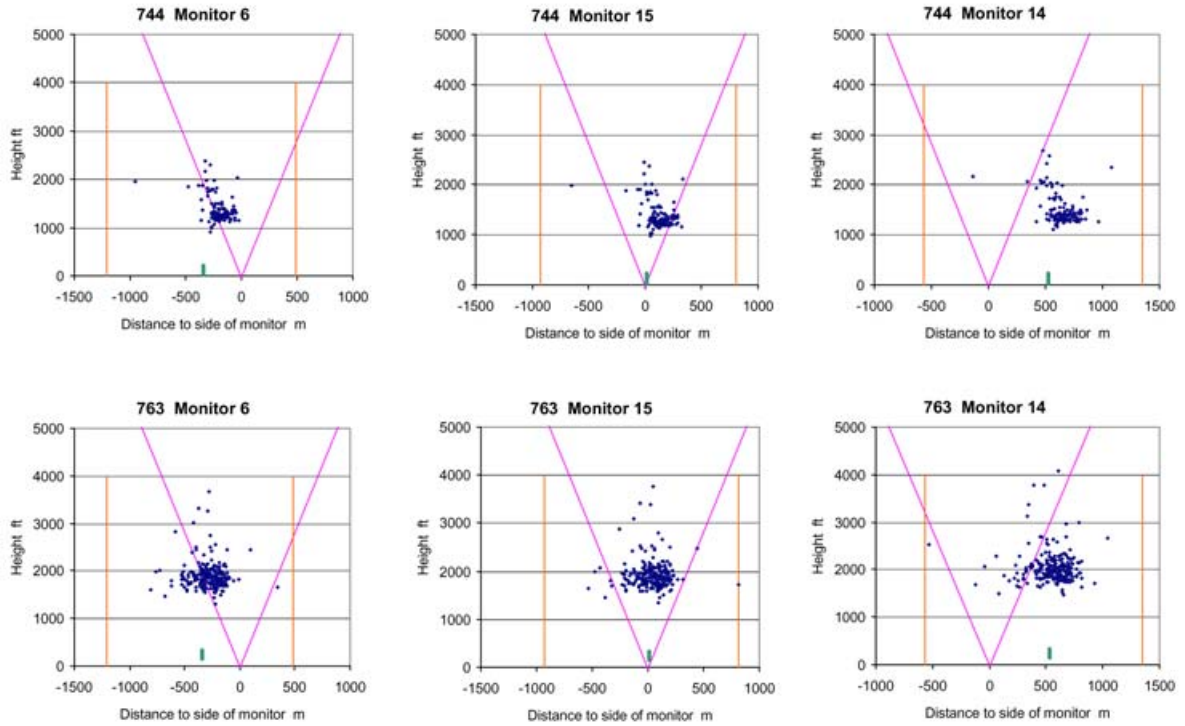 744 Monitor 6
744 Monitor 15
744 Monitor 14
5000
4000
3000
2000
1000
0
Height ft
-1500 -1000 -500 0 500 1000
Distance to side of monitor m
5000
4000
3000
2000
1000
0
Height ft
-1500 -1000 -500 0 500 1000
Distance to side of monitor m
5000
4000
3000
2000
1000
0
Height ft
-1000 -500 0 500 1000 1500
Distance to side of monitor m
763 Monitor 6
763 Monitor 15
763 Monitor 14
5000
4000
3000
2000
1000
0
Height ft
-1500 -1000 -500 0 500 1000
Distance to side of monitor m
5000
4000
3000
2000
1000
0
Height ft
-1500 -1000 -500 0 500 1000
Distance to side of monitor m
5000
4000
3000
2000
1000
0
Height ft
-1000 -500 0 500 1000 1500
Distance to side of monitor m